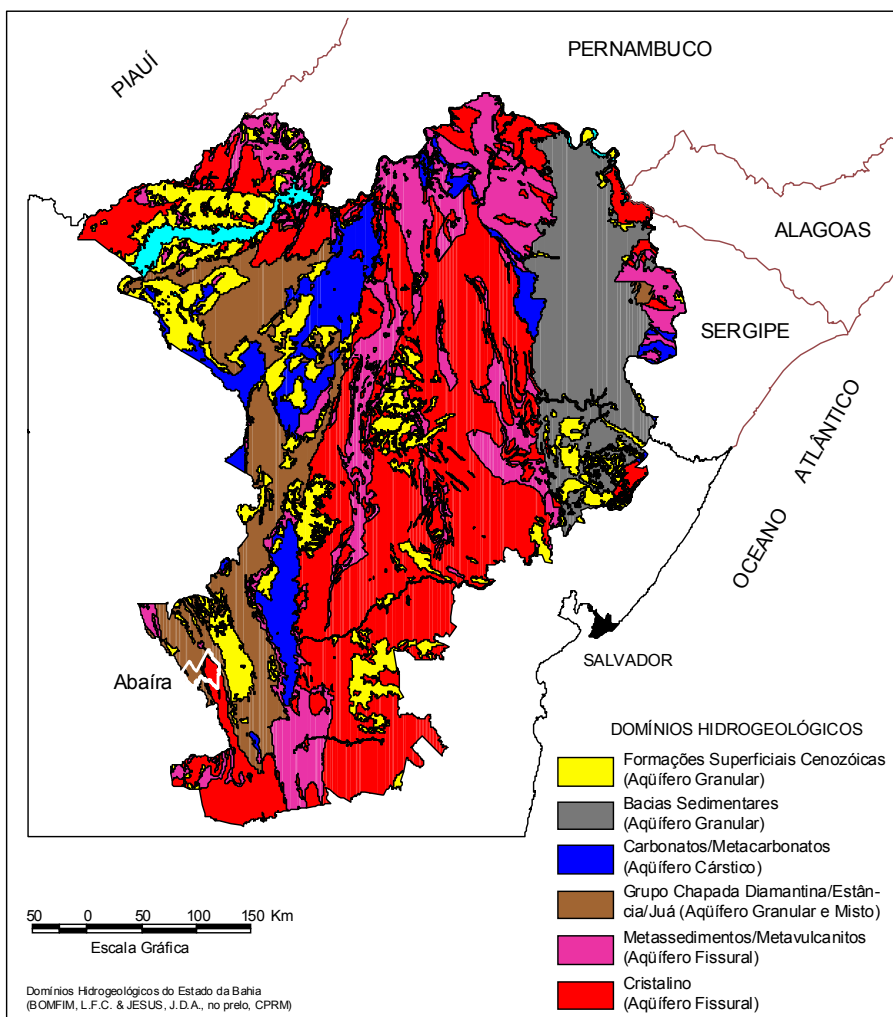 PERNAMBUCO
PIAUÍ
ALAGOAS
SERGIPE
OCEANO ATLÂNTICO
SALVADOR
Abaíra
DOMÍNIOS HIDROGEOLÓGICOS
Formações Superficiais Cenozóicas
(Aqüífero Granular)
Bacias Sedimentares
(Aqüífero Granular)
Carbonatos/Metacarbonatos
(Aqüífero Cárstico)
Grupo Chapada Diamantina/Estân-
cia/Juá (Aqüífero Granular e Misto)
Metassedimentos/Metavulcanitos
(Aqüífero Fissural)
Cristalino
(Aqüífero Fissural)
50 0 50 100 150 Km
Escala Gráfica
Domínios Hidrogeológicos do Estado da Bahia
(BOMFIM, L.F.C. & JESUS, J.D.A., no prelo, CPRM)